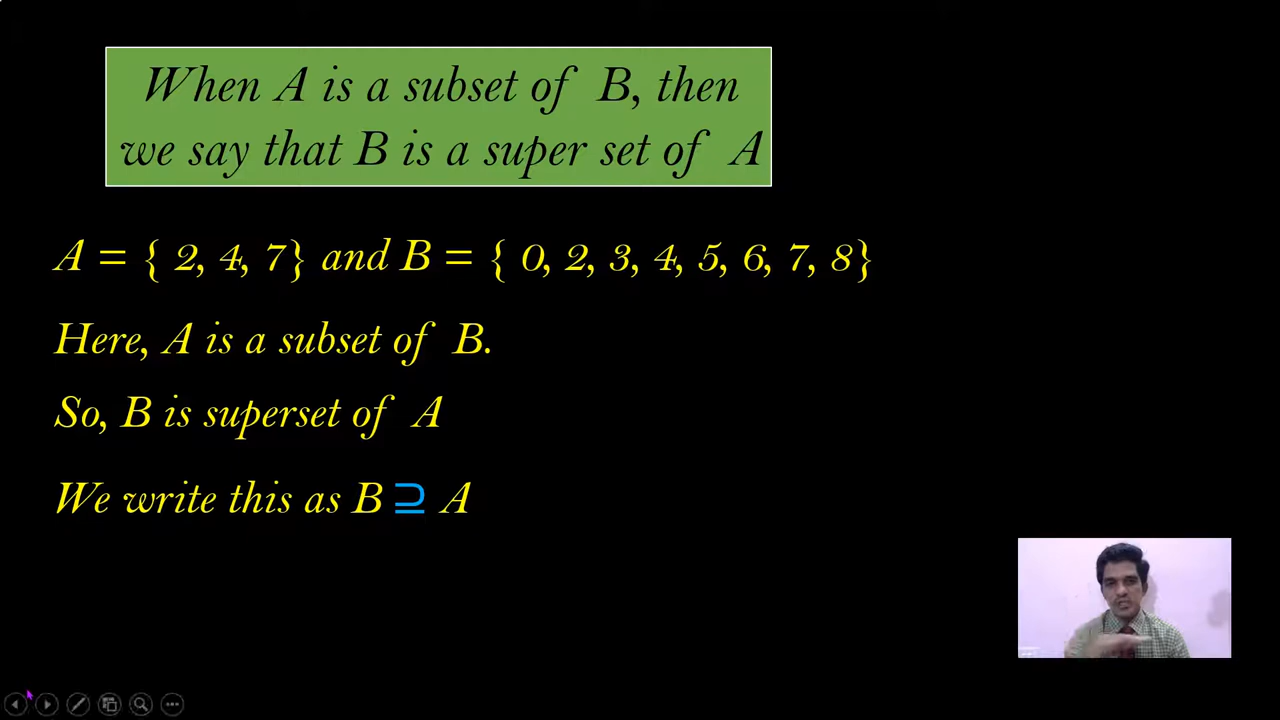 When A is a subset of B, then
we say that B is a super set of A
A = { 2, 4, 7} and B = { 0, 2, 3, 4, 5, 6, 7, 8}
Here, A is a subset of B.
So, B is superset of A
We write this as B ⊇ A